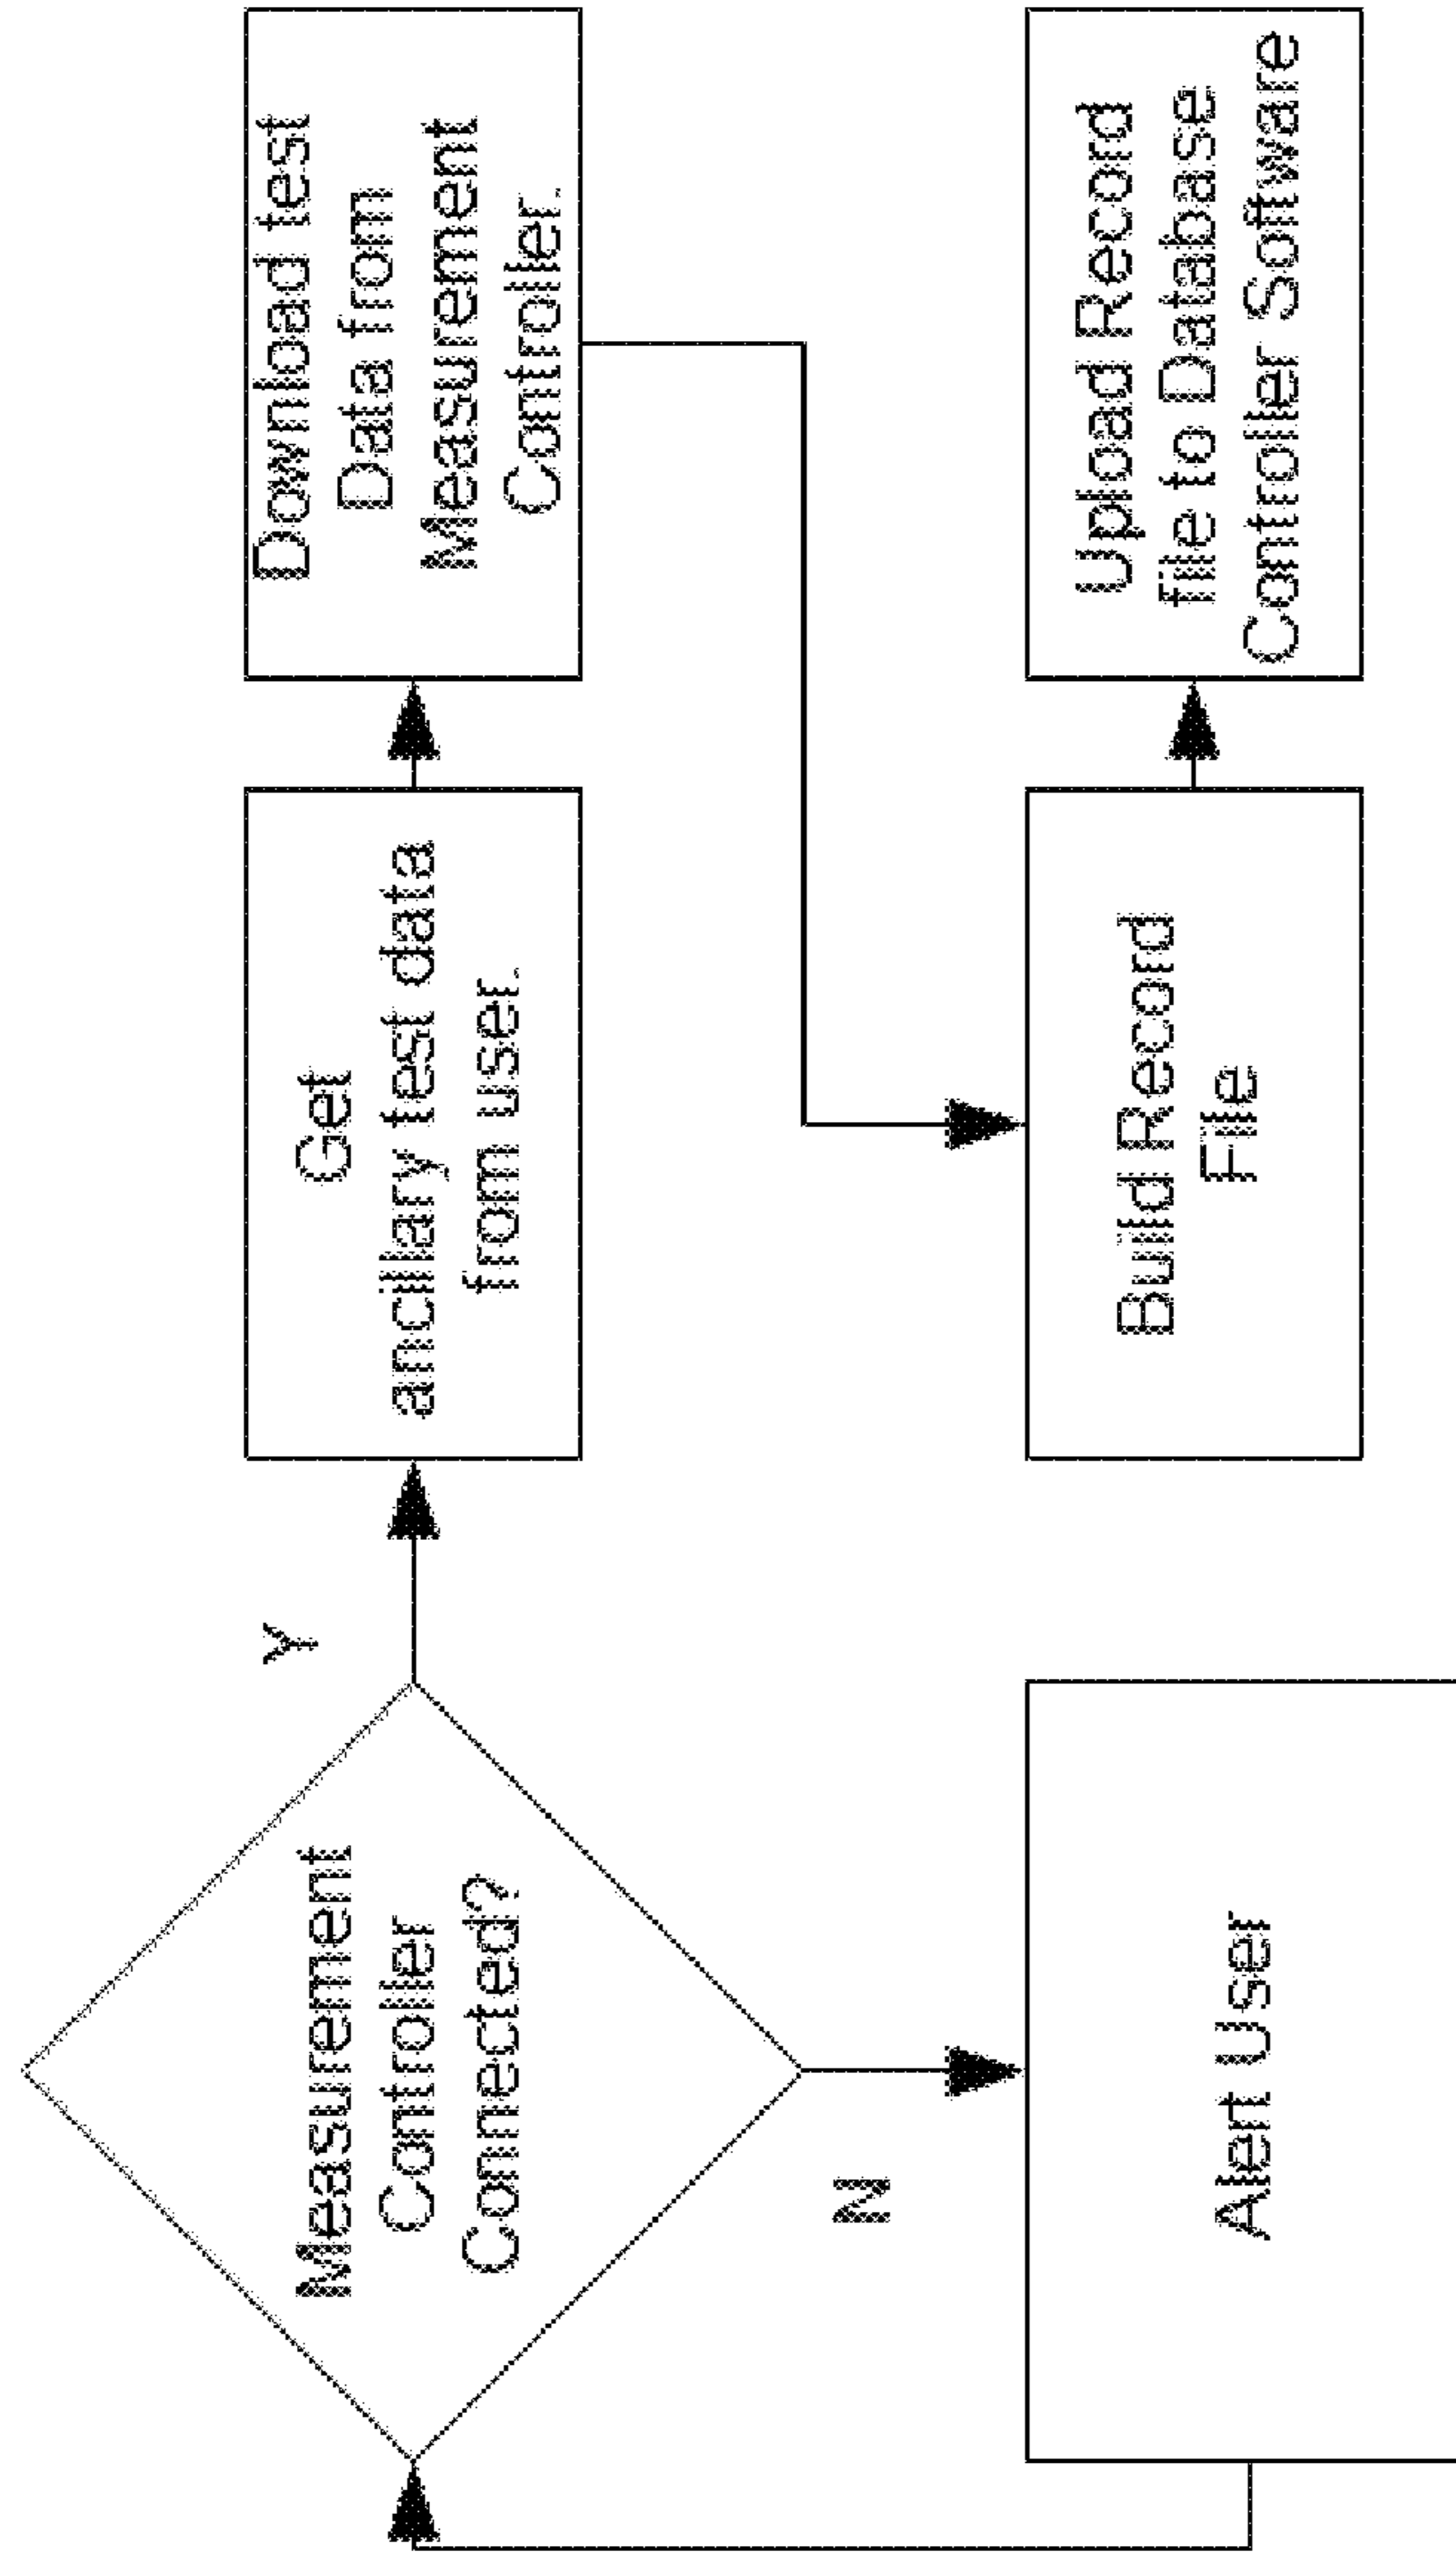 Measurement
Controller
Connected?
Y
Get
ancillary test data
from user.
Download test
Data from
Measurement
Controller.
N
Alert User
Build Record
File
Upload Record
file to Database
Controller Software